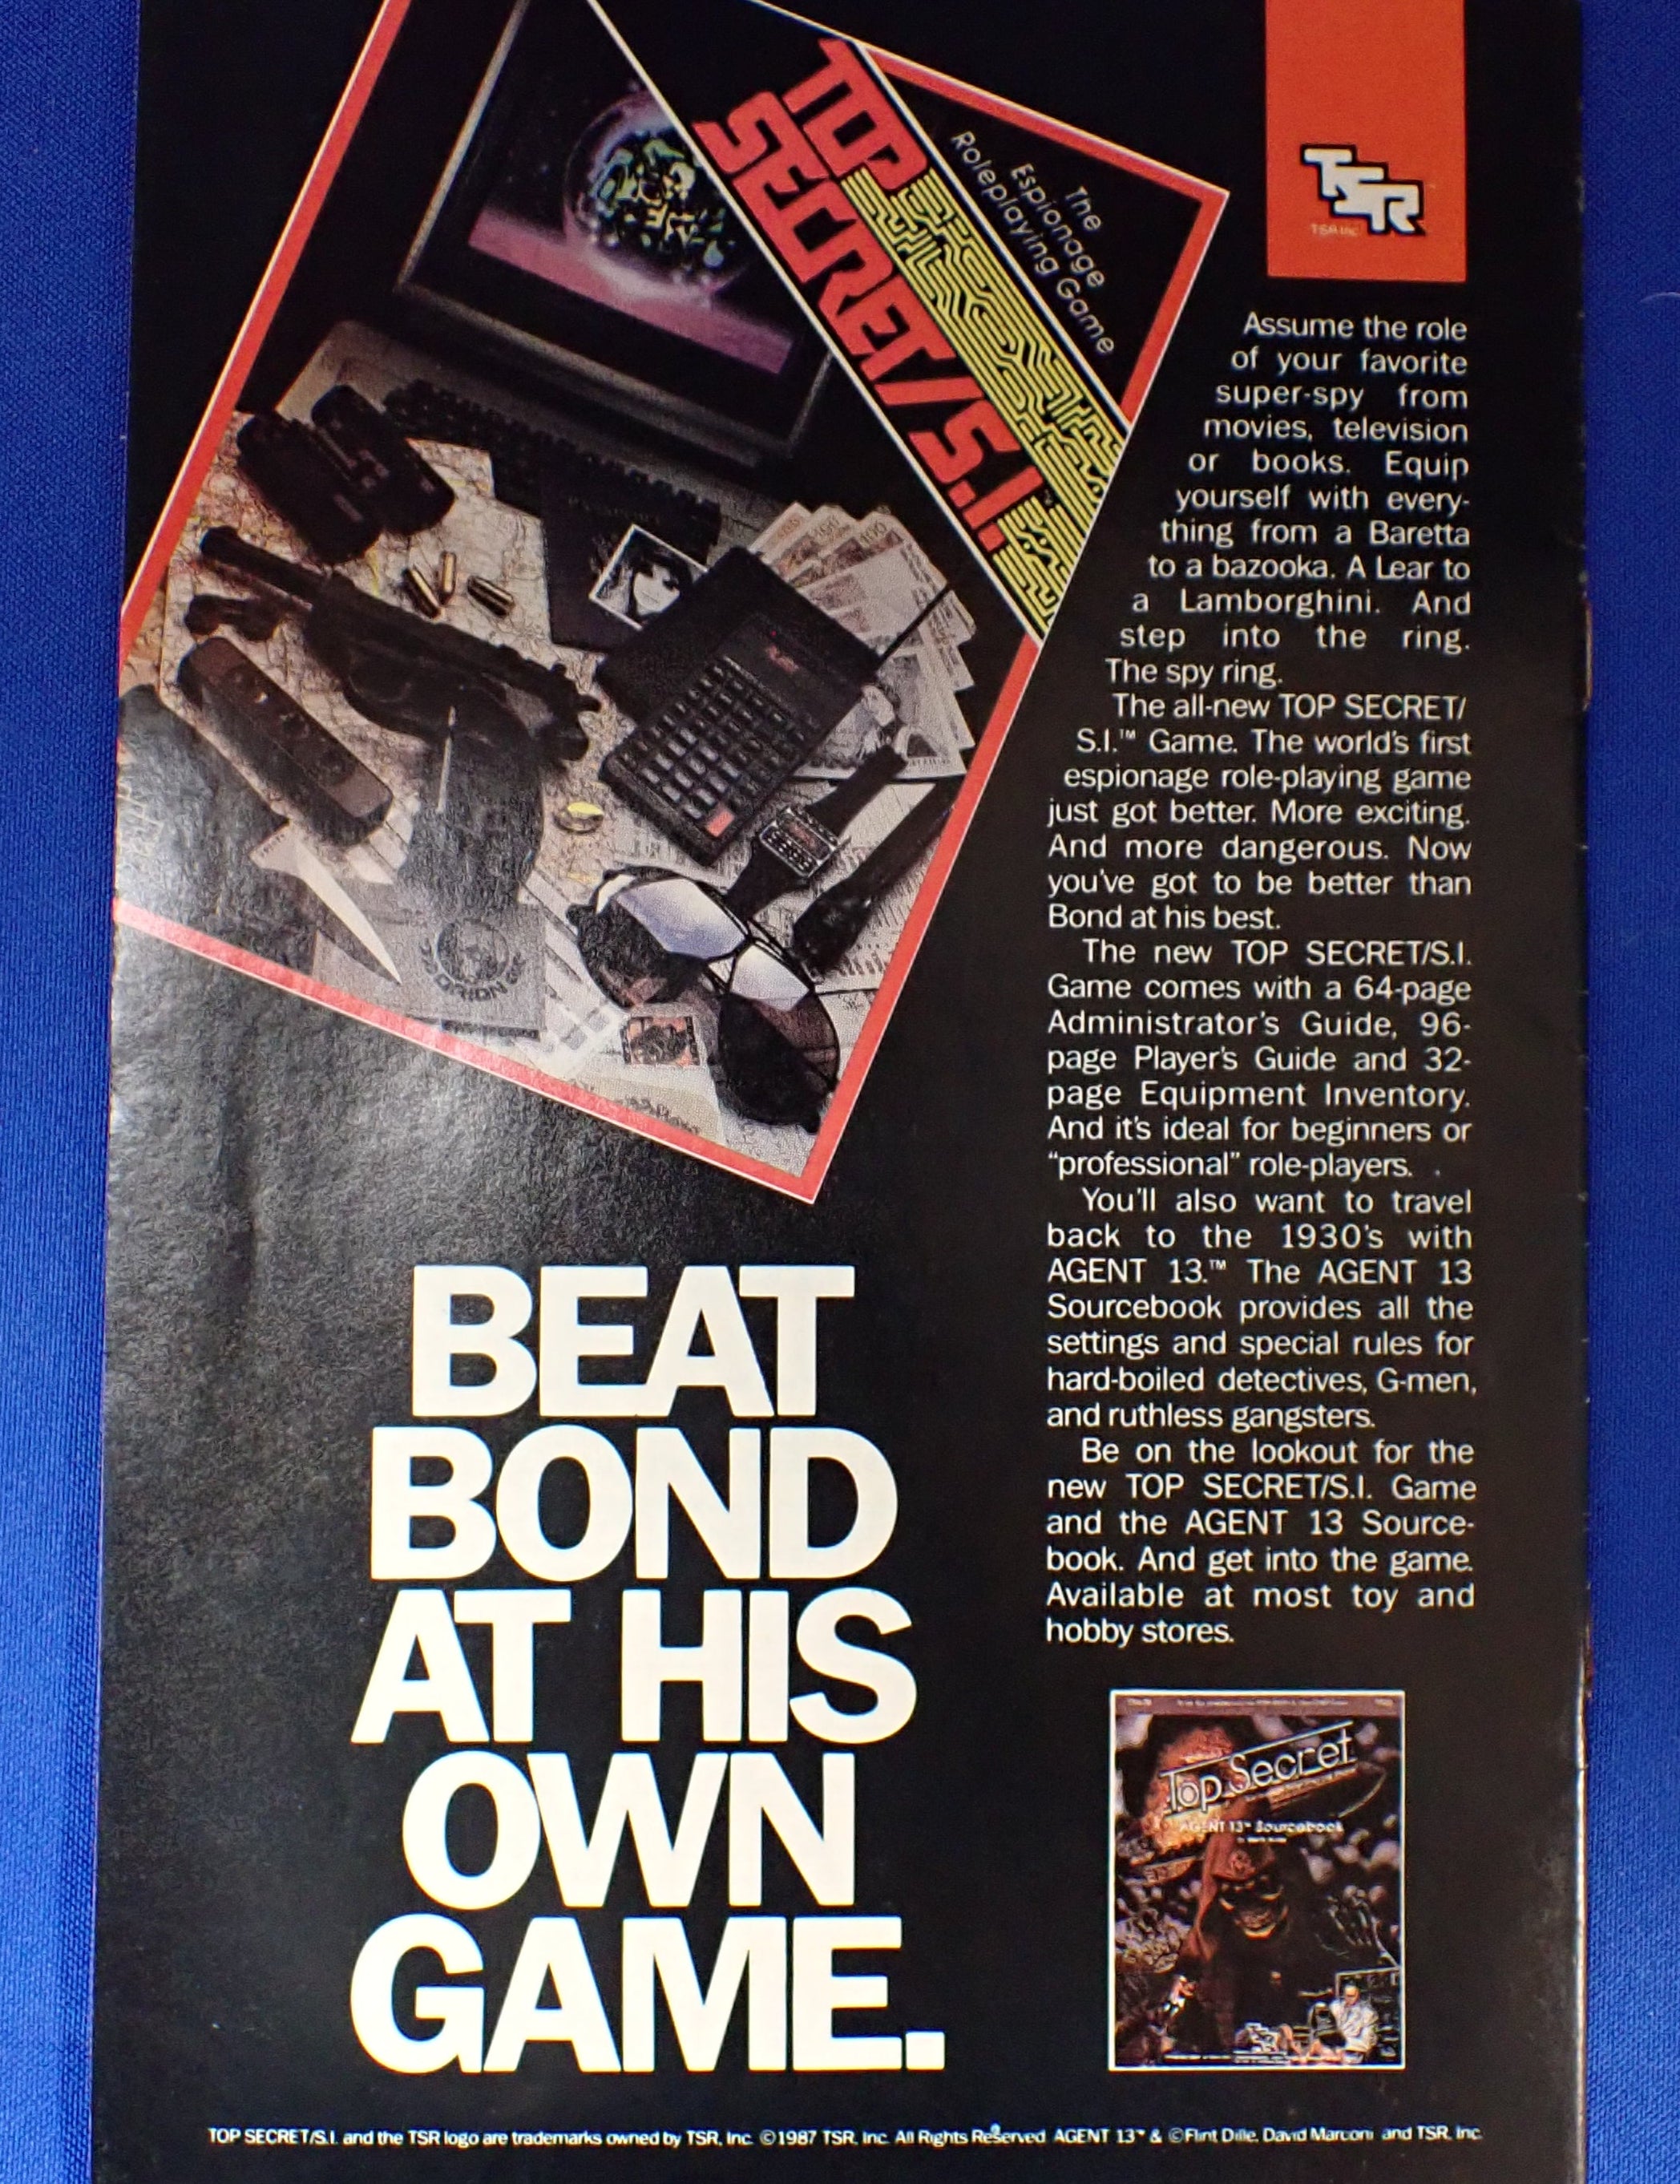 TOP
SECRET/S.I.
The
Espionage
Roleplaying Game
TSR
TSR Inc.
PASSPORT
100
ORION
Assume the role
of your favorite
super-spy from
movies, television
or books. Equip
yourself with every-
thing from a Baretta
to a bazooka. A Lear to
a Lamborghini. And
step into the ring.
The spy ring.
The all-new TOP SECRET/
S.I.™ Game. The world's first
espionage role-playing game
just got better. More exciting.
And more dangerous. Now
you've got to be better than
Bond at his best.
The new TOP SECRET/S.I.
Game comes with a 64-page
Administrator's Guide, 96-
page Player's Guide and 32-
page Equipment Inventory.
And it's ideal for beginners or
"professional" role-players.
You'll also want to travel
back to the 1930's with
AGENT 13.™ The AGENT 13
Sourcebook provides all the
settings and special rules for
hard-boiled detectives, G-men,
and ruthless gangsters.
Be on the lookout for the
new TOP SECRET/S.I. Game
and the AGENT 13 Source-
book. And get into the game.
Available at most toy and
hobby stores.
BEAT
BOND
AT HIS
OWN
GAME.
Top Secret
AGENT 13™ Sourcebook
TOP SECRET/S.I. and the TSR logo are trademarks owned by TSR, Inc. ©1987 TSR, Inc. All Rights Reserved. AGENT 13™ & ©Flint Dille, David Marconi and TSR, Inc.